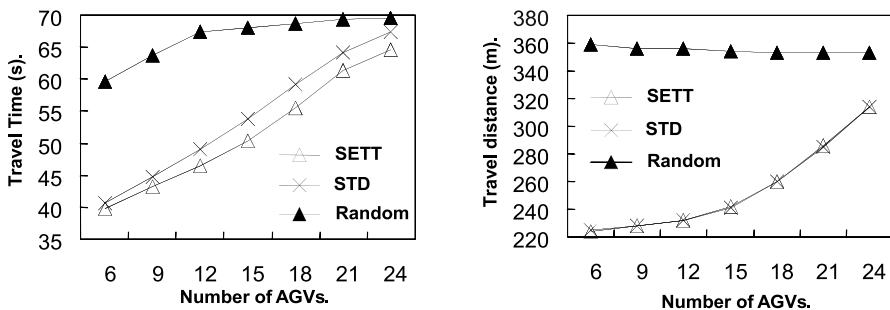 70
65
60
55
50
45
40
35
Travel Time (s).
SETT
STD
Random
6 9 12 15 18 21 24
Number of AGVs.
380
360
340
320
300
280
260
240
220
Travel distance (m).
SETT
STD
Random
6 9 12 15 18 21 24
Number of AGVs.